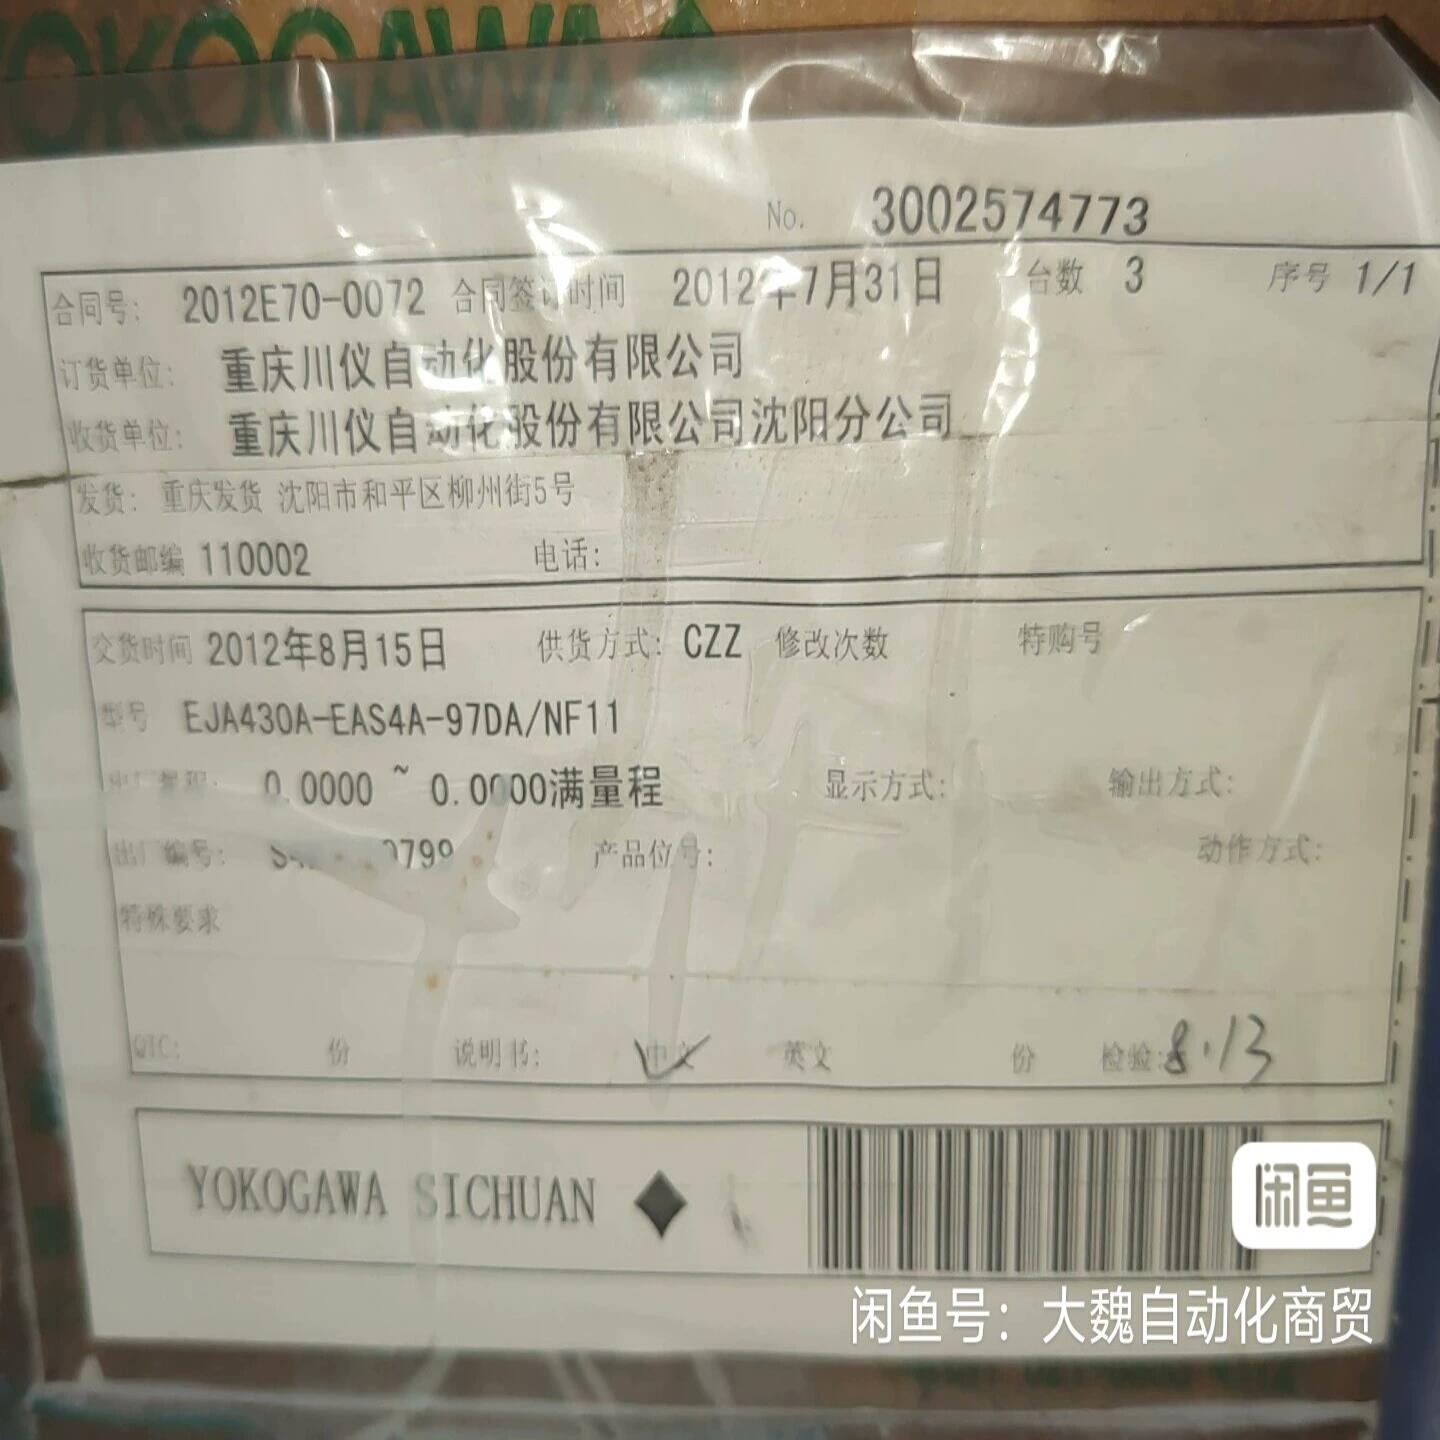 YOKOGAWA
No. 3002574773
合同号: 2012E70-0072 合同签订时间 2012年7月31日 台数 3 序号 1/1
订货单位: 重庆川仪自动化股份有限公司
收货单位: 重庆川仪自动化股份有限公司沈阳分公司
发货: 重庆发货 沈阳市和平区柳州街5号
收货邮编 110002 电话:
交货时间 2012年8月15日 供货方式: CZZ 修改次数 特购号
型号 EJA430A-EAS4A-97DA/NF11
出厂量程: 0.0000 ~ 0.0000满量程 显示方式: 输出方式:
出厂编号: 0799 产品位号: 动作方式:
特殊要求
QIC: 份 说明书: 中文 英文 份 检验: 8.13
YOKOGAWA SICHUAN
闲鱼
闲鱼号：大魏自动化商贸